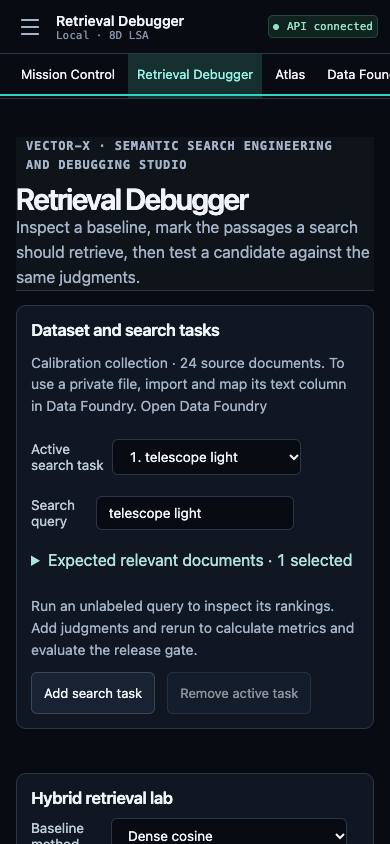 Retrieval Debugger
Local · 8D LSA
API connected
Mission Control
Retrieval Debugger
Atlas
Data Foun
VECTOR-X · SEMANTIC SEARCH ENGINEERING
AND DEBUGGING STUDIO
Retrieval Debugger
Inspect a baseline, mark the passages a search
should retrieve, then test a candidate against the
same judgments.
Dataset and search tasks
Calibration collection · 24 source documents. To
use a private file, import and map its text column
in Data Foundry. Open Data Foundry
Active
search task
1. telescope light
Search
query
telescope light
Expected relevant documents · 1 selected
Run an unlabeled query to inspect its rankings.
Add judgments and rerun to calculate metrics and
evaluate the release gate.
Add search task
Remove active task
Hybrid retrieval lab
Baseline
method
Dense cosine